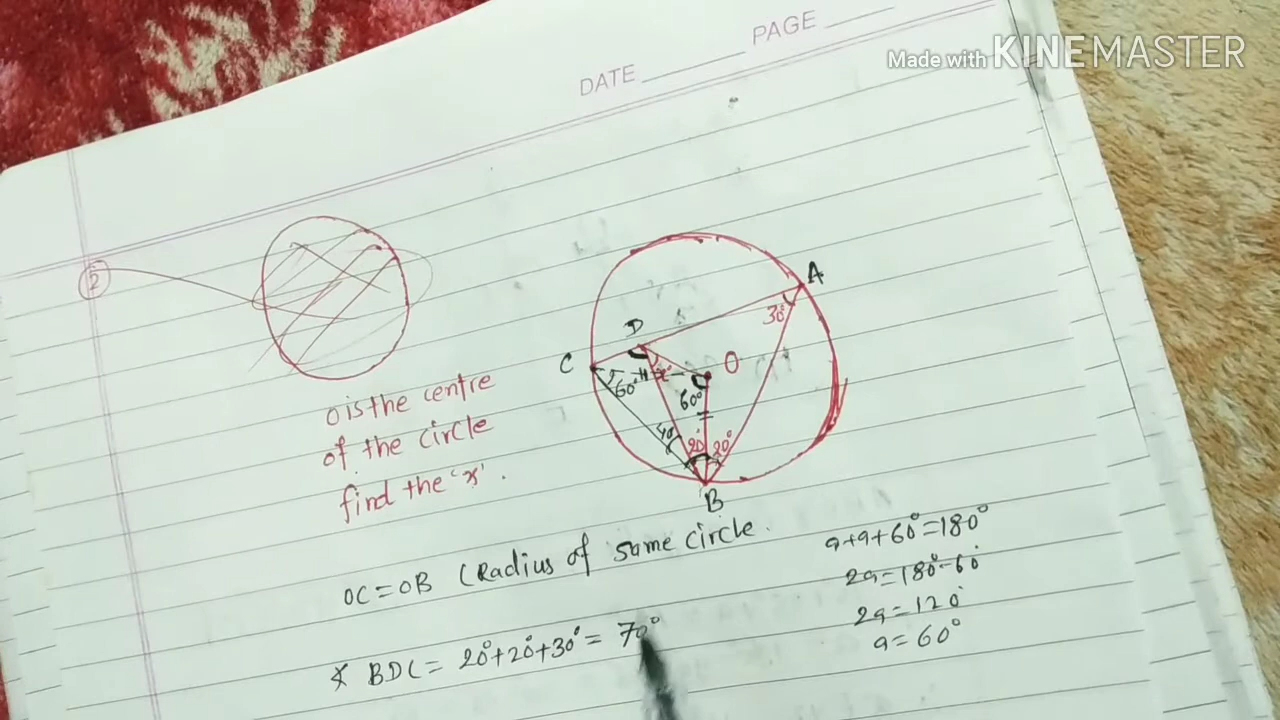 Made with KINEMASTER
DATE PAGE
2
O is the centre
of the circle
find the 'x'.
A
30°
D
C
O
x°
60°
60°
40
20°
20°
B
OC = OB (Radius of same circle.
∡ BDC = 20°+20°+30° = 70°
a+a+60°=180°
2a=180°-60°
2a=120°
a=60°